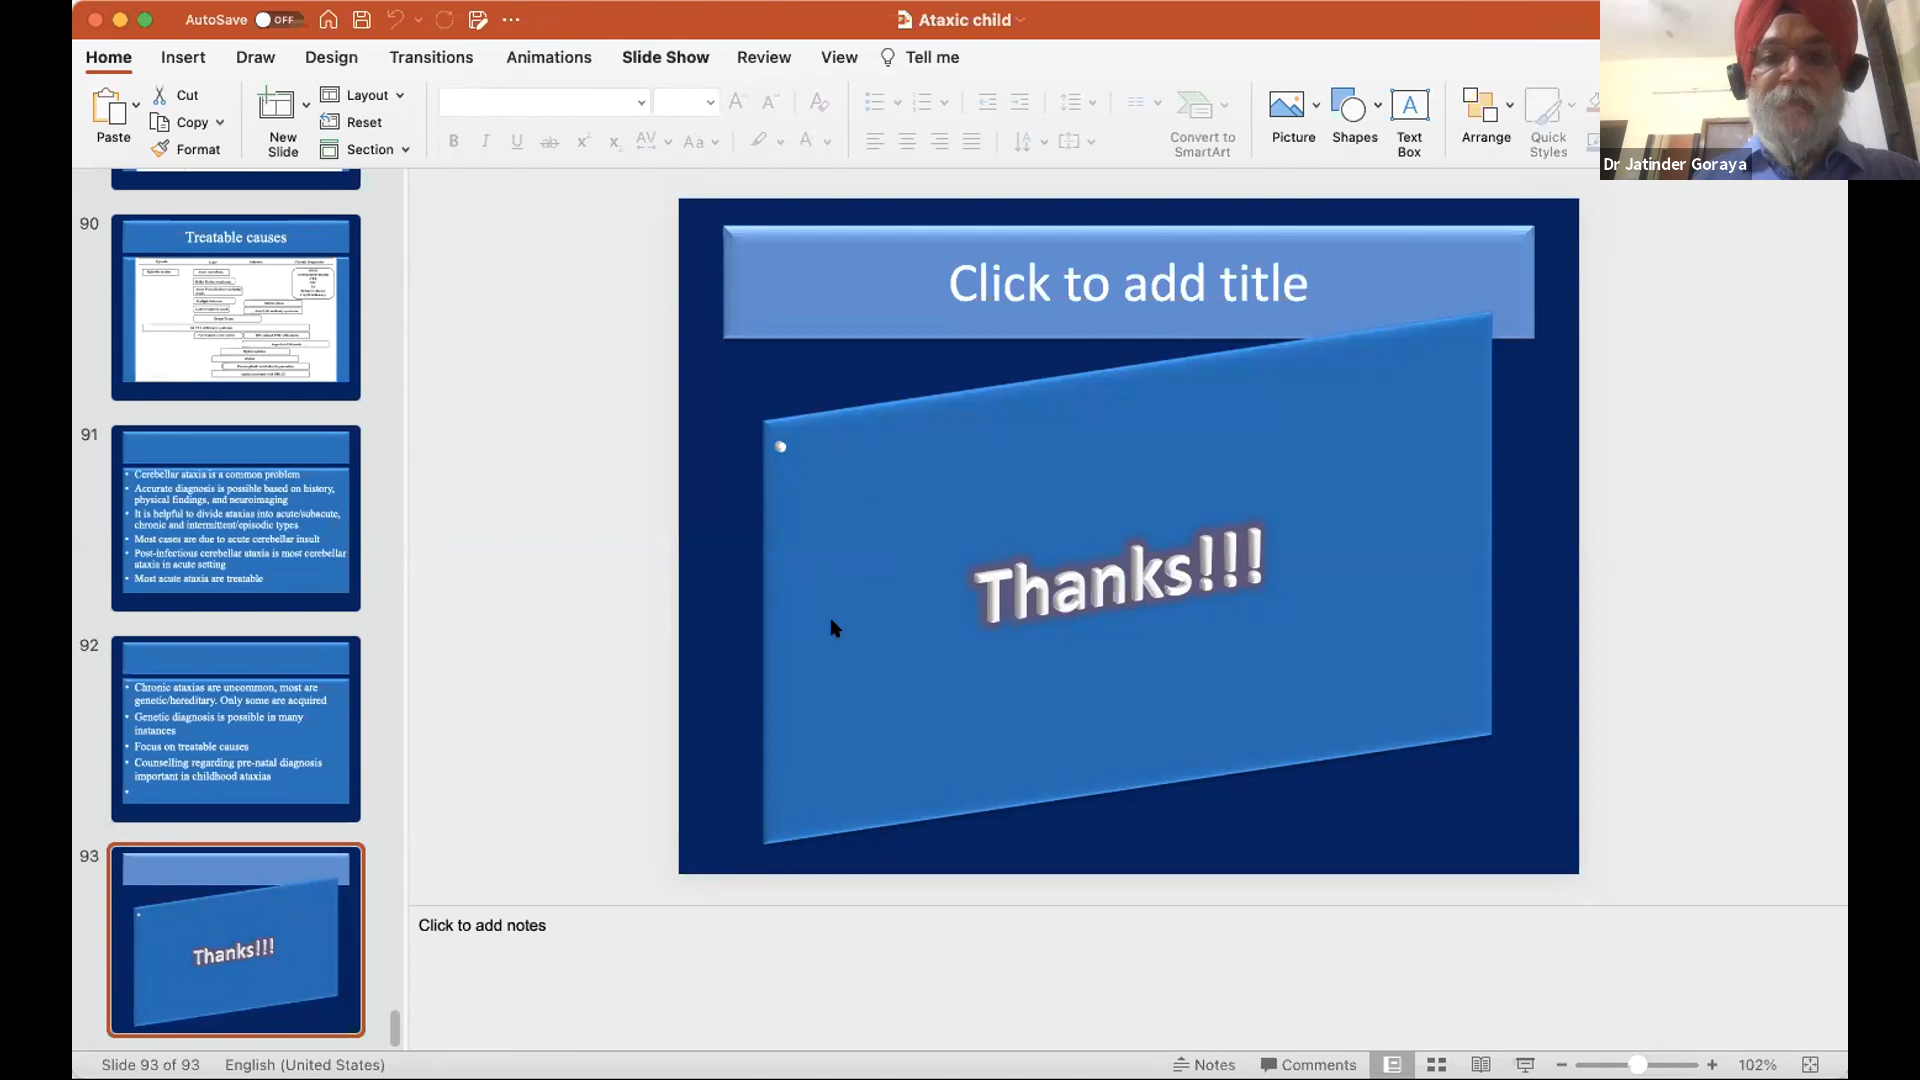 AutoSave OFF
Ataxic child
Home Insert Draw Design Transitions Animations Slide Show Review View Tell me
Paste
Cut
Copy
Format
New
Slide
Layout
Reset
Section
Convert to
SmartArt
Picture
Shapes
Text
Box
Arrange
Quick
Styles
Dr Jatinder Goraya
90
Treatable causes
91
• Cerebellar ataxia is a common problem
• Accurate diagnosis is possible based on history,
physical findings, and neuroimaging
• It is helpful to divide ataxias into acute/subacute,
chronic and intermittent/episodic types
• Most cases are due to acute cerebellar insult
• Post-infectious cerebellar ataxia is most cerebellar
ataxia in acute setting
• Most acute ataxia are treatable
92
• Chronic ataxias are uncommon, most are
genetic/hereditary. Only some are acquired
• Genetic diagnosis is possible in many
instances
• Focus on treatable causes
• Counselling regarding pre-natal diagnosis
important in childhood ataxias
93
Thanks!!!
Click to add title
Thanks!!!
Click to add notes
Slide 93 of 93 English (United States) Notes Comments 102%